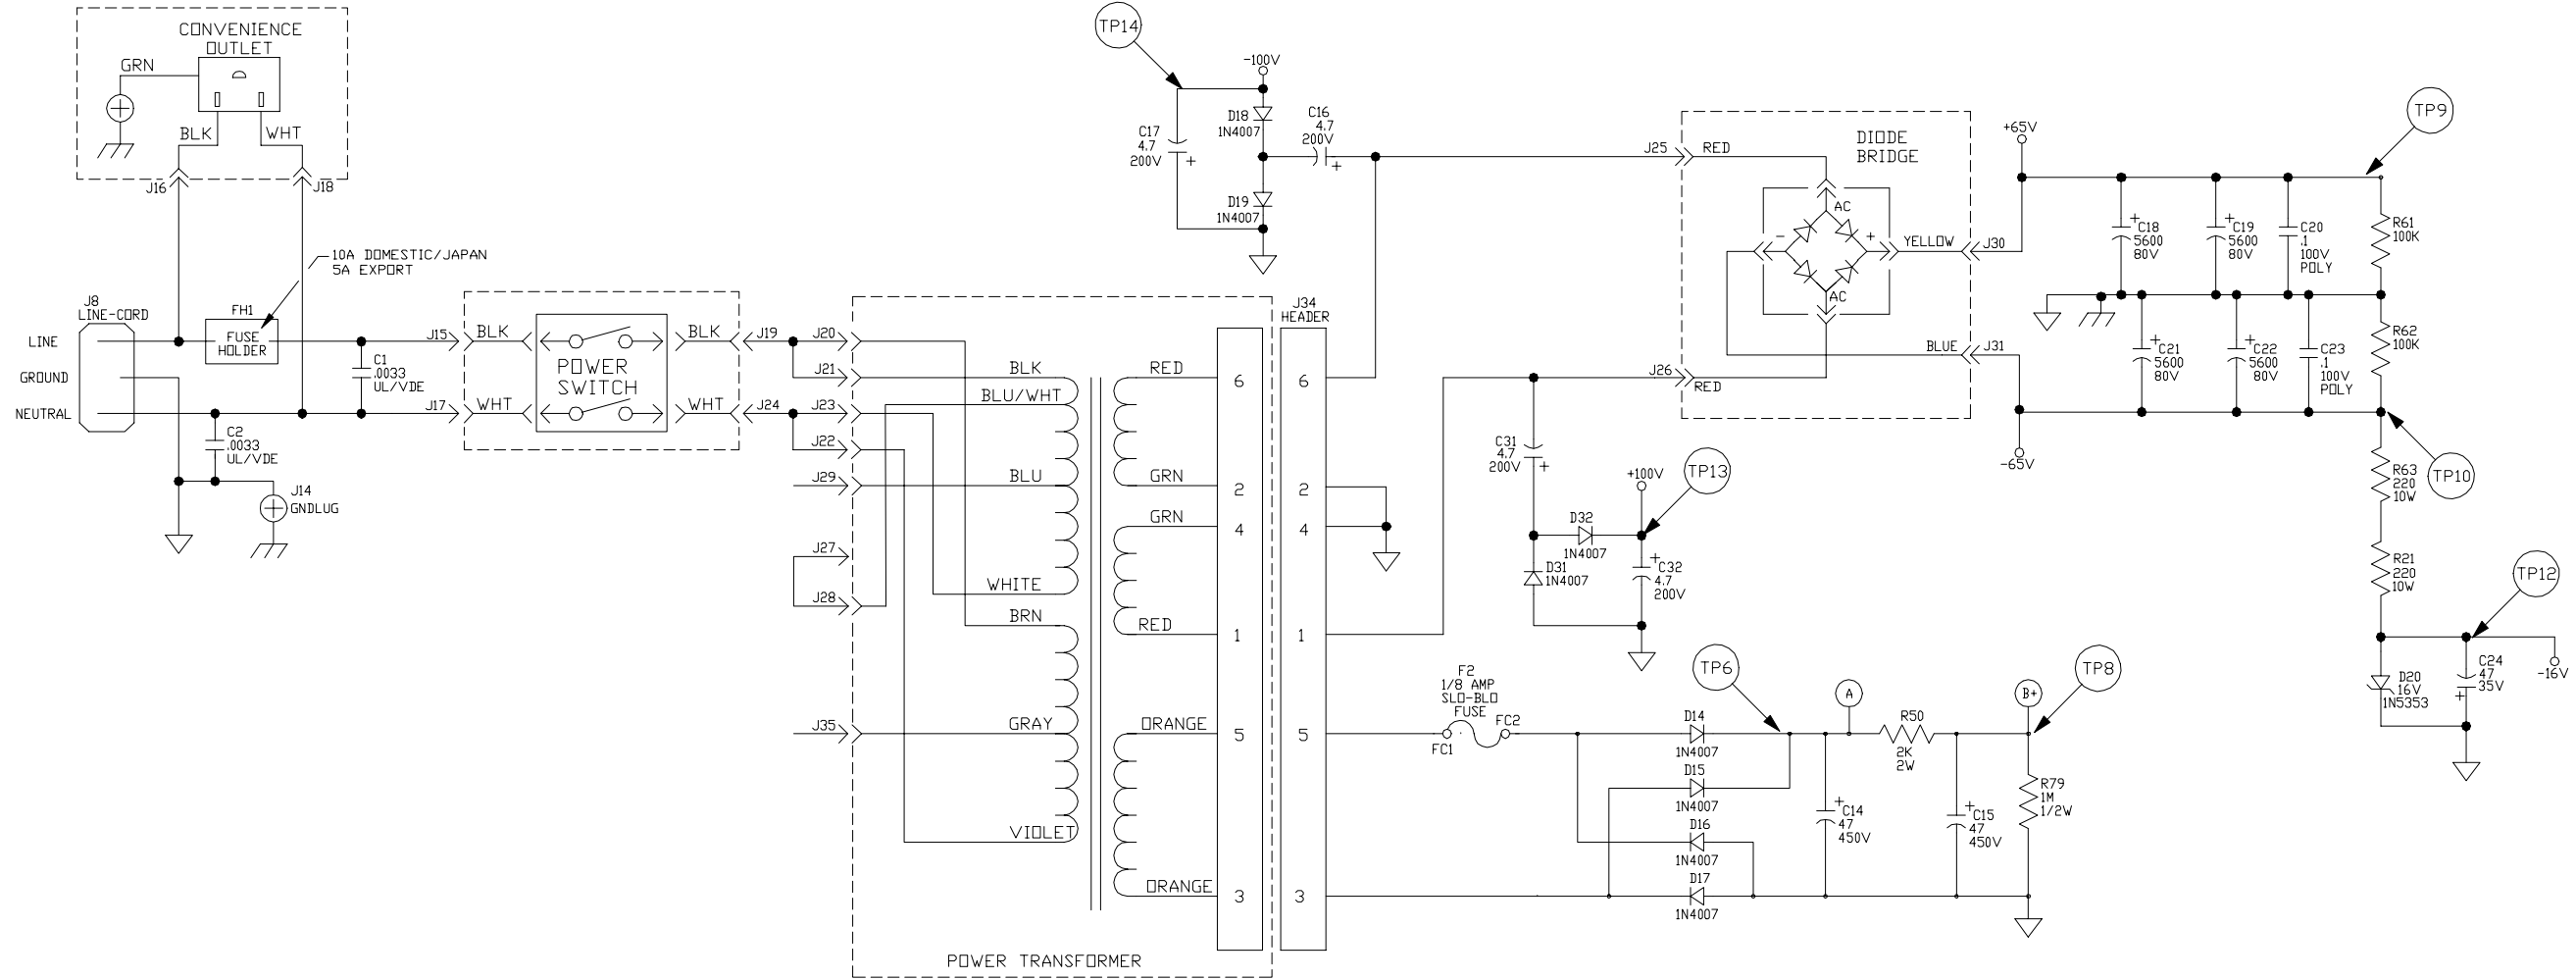 CONVENIENCE
OUTLET
GRN
BLK
WHT
J16
J18
10A DOMESTIC/JAPAN
5A EXPORT
J8
LINE-CORD
FH1
FUSE
HOLDER
LINE
GROUND
NEUTRAL
C1
.0033
UL/VDE
C2
.0033
UL/VDE
J14
GNDLUG
J15
BLK
J17
WHT
POWER
SWITCH
BLK
J19
WHT
J24
J20
J21
J23
J22
J29
J27
J28
J35
BLK
BLU/WHT
BLU
WHITE
BRN
GRAY
VIOLET
RED
GRN
GRN
RED
ORANGE
ORANGE
6
2
4
1
5
3
POWER TRANSFORMER
J34
HEADER
6
2
4
1
5
3
TP14
-100V
C17
4.7
200V
+
D18
1N4007
D19
1N4007
C16
4.7
200V
+
J25
RED
J26
RED
DIODE
BRIDGE
AC
-
+
AC
YELLOW
J30
BLUE
J31
C31
4.7
200V
+
D32
1N4007
D31
1N4007
+100V
TP13
+
C32
4.7
200V
F2
1/8 AMP
SLO-BLO
FUSE
FC1
FC2
D14
1N4007
D15
1N4007
D16
1N4007
D17
1N4007
TP6
A
R50
2K
2W
+
C14
47
450V
+
C15
47
450V
B+
TP8
R79
1M
1/2W
+65V
TP9
+
C18
5600
80V
+
C19
5600
80V
C20
.1
100V
POLY
R61
100K
+
C21
5600
80V
+
C22
5600
80V
C23
.1
100V
POLY
R62
100K
-65V
TP10
R63
220
10W
R21
220
10W
TP12
D20
16V
1N5353
C24
47
35V
+
-16V